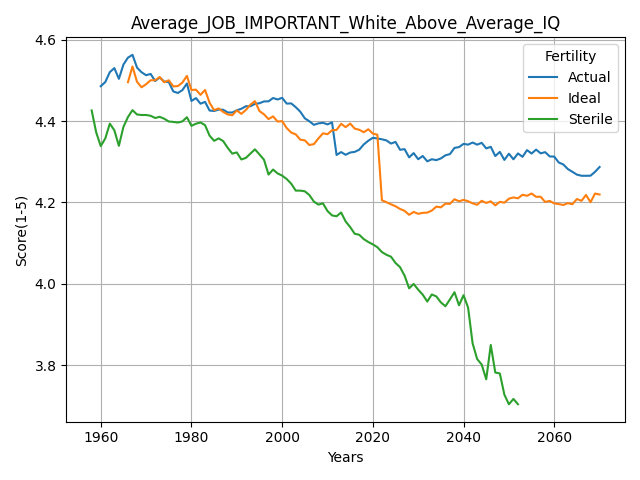 Average_JOB_IMPORTANT_White_Above_Average_IQ
Score(1-5)
4.6
4.4
4.2
4.0
3.8
Fertility
Actual
Ideal
Sterile
1960
1980
2000
2020
2040
2060
Years